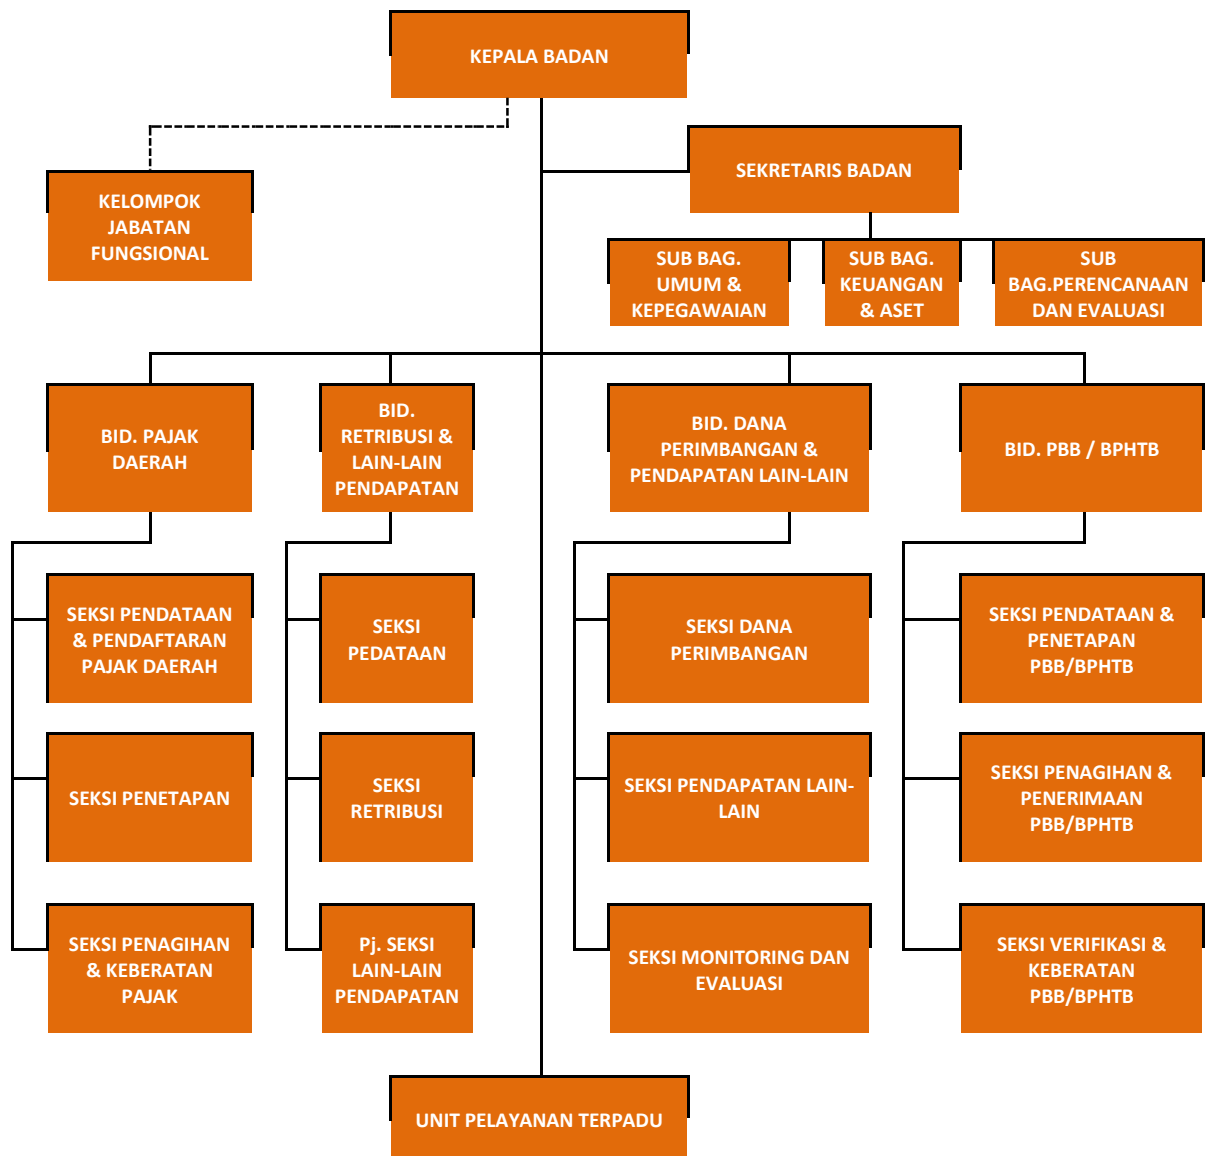 KEPALA BADAN
SEKRETARIS BADAN
KELOMPOK
JABATAN
FUNGSIONAL
SUB BAG.
UMUM &
KEPEGAWAIAN
SUB BAG.
KEUANGAN
& ASET
SUB
BAG.PERENCANAAN
DAN EVALUASI
BID. PAJAK
DAERAH
BID.
RETRIBUSI &
LAIN-LAIN
PENDAPATAN
BID. DANA
PERIMBANGAN &
PENDAPATAN LAIN-LAIN
BID. PBB / BPHTB
SEKSI PENDATAAN
& PENDAFTARAN
PAJAK DAERAH
SEKSI
PEDATAAN
SEKSI DANA
PERIMBANGAN
SEKSI PENDATAAN &
PENETAPAN
PBB/BPHTB
SEKSI PENETAPAN
SEKSI
RETRIBUSI
SEKSI PENDAPATAN LAIN-
LAIN
SEKSI PENAGIHAN &
PENERIMAAN
PBB/BPHTB
SEKSI PENAGIHAN
& KEBERATAN
PAJAK
Pj. SEKSI
LAIN-LAIN
PENDAPATAN
SEKSI MONITORING DAN
EVALUASI
SEKSI VERIFIKASI &
KEBERATAN
PBB/BPHTB
UNIT PELAYANAN TERPADU